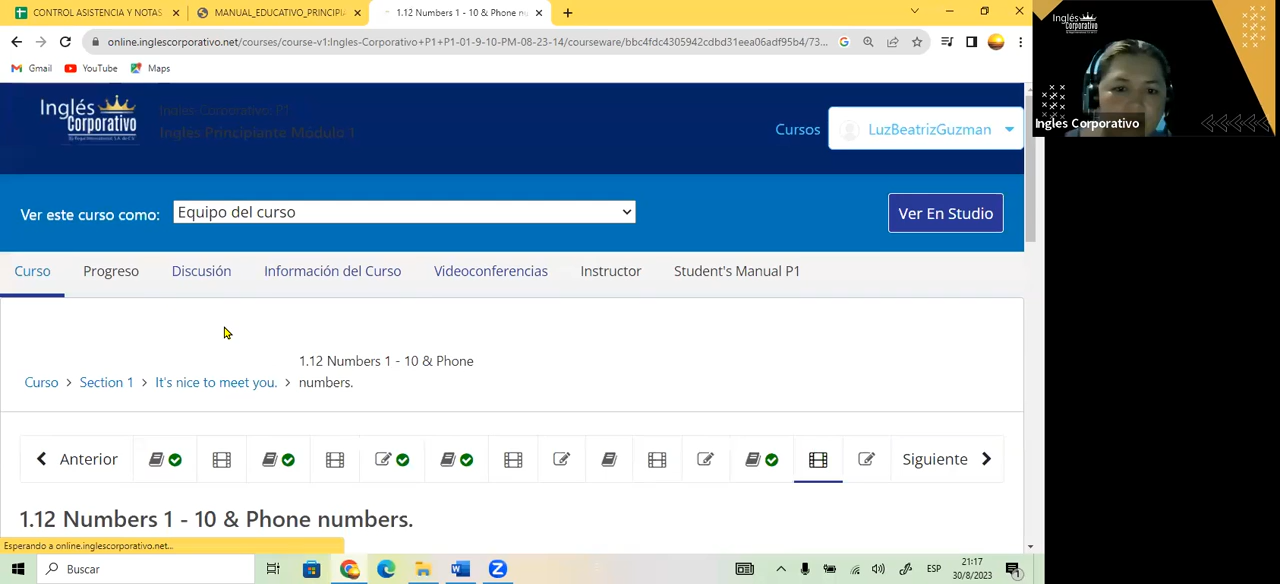 CONTROL ASISTENCIA Y NOTAS
MANUAL_EDUCATIVO_PRINCIPI
1.12 Numbers 1 - 10 & Phone nu
online.inglescorporativo.net/courses/course-v1:Ingles-Corporativo+P1+P1-01-9-10-PM-08-23-14/courseware/bbc4fdc4305942cdbd31eea06adf95b4/73...
Gmail YouTube Maps
Inglés Corporativo
Ingles Corporativo: P1
Ingles Principiante Módulo 1
Cursos LuzBeatrizGuzman
Ver este curso como: Equipo del curso Ver En Studio
Curso Progreso Discusión Información del Curso Videoconferencias Instructor Student's Manual P1
Curso > Section 1 > It's nice to meet you. > 1.12 Numbers 1 - 10 & Phone
numbers.
Anterior Siguiente
1.12 Numbers 1 - 10 & Phone numbers.
Esperando a online.inglescorporativo.net...
Buscar
ESP
21:17
30/8/2023
1
Inglés
Corporativo
Ingles Corporativo